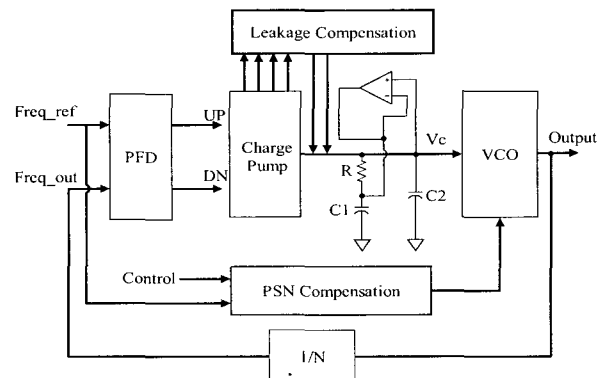 Leakage Compensation
Freq_ref
UP
PFD
Charge
Pump
+
-
Vc
VCO
Output
Freq_out
DN
R
C1
C2
Control
PSN Compensation
1/N